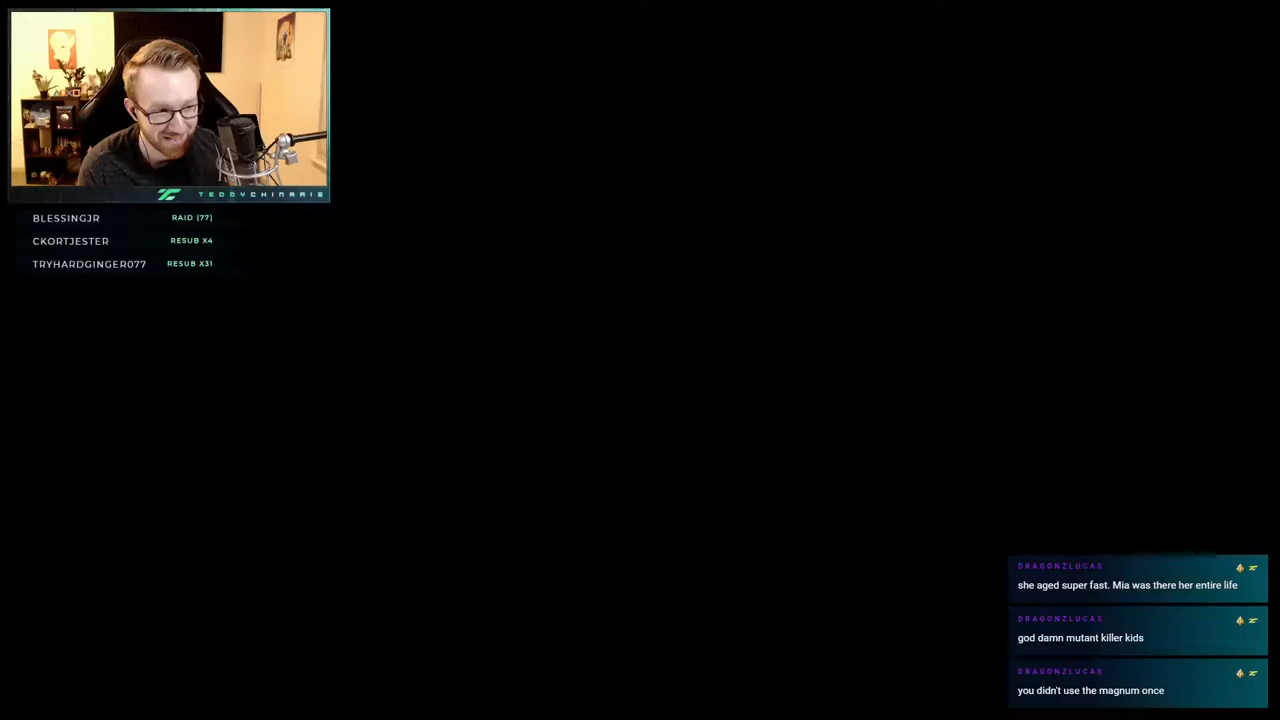 TEDDYCHINARIS
BLESSINGJR RAID (77)
CKORTJESTER RESUB X4
TRYHARDGINGER077 RESUB X31
DRAGONZLUCAS
she aged super fast. Mia was there her entire life
DRAGONZLUCAS
god damn mutant killer kids
DRAGONZLUCAS
you didn't use the magnum once